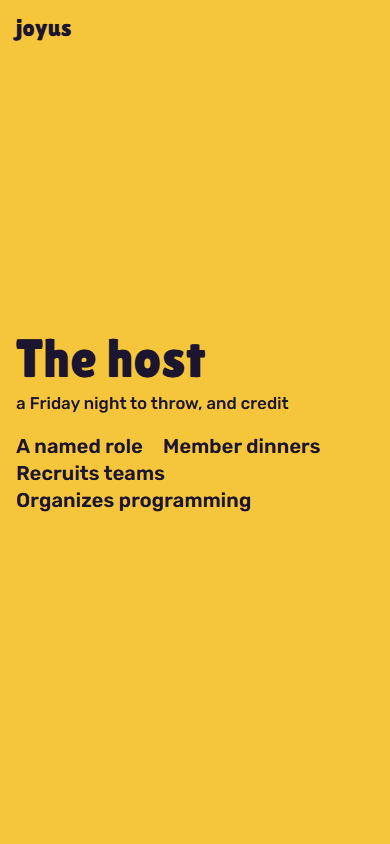 joyus
The host
a Friday night to throw, and credit
A named role Member dinners
Recruits teams
Organizes programming